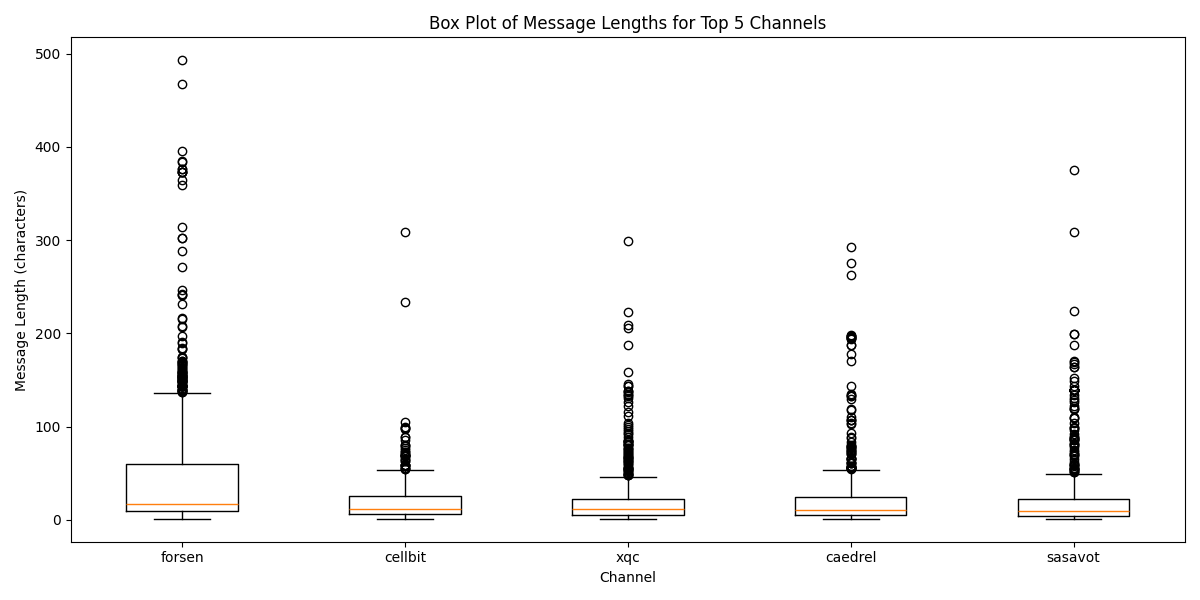 Box Plot of Message Lengths for Top 5 Channels
500
400
300
200
100
0
Message Length (characters)
forsen cellbit xqc caedrel sasavot
Channel